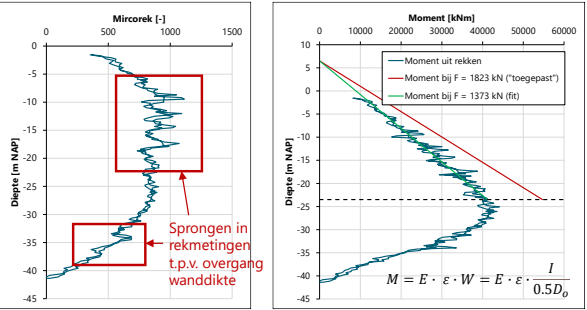 Mircorek [-]
0 500 1000 1500
10
5
0
-5
-10
-15
-20
-25
-30
-35
-40
-45
Diepte [m NAP]
Sprongen in
rekmetingen
t.p.v. overgang
wanddikte
Moment [kNm]
0 10000 20000 30000 40000 50000 60000
10
5
0
-5
-10
-15
-20
-25
-30
-35
-40
-45
Diepte [m NAP]
Moment uit rekken
Moment bij F = 1823 kN ("toegepast")
Moment bij F = 1373 kN (fit)
M = E · ε · W = E · ε · I / 0.5D_o